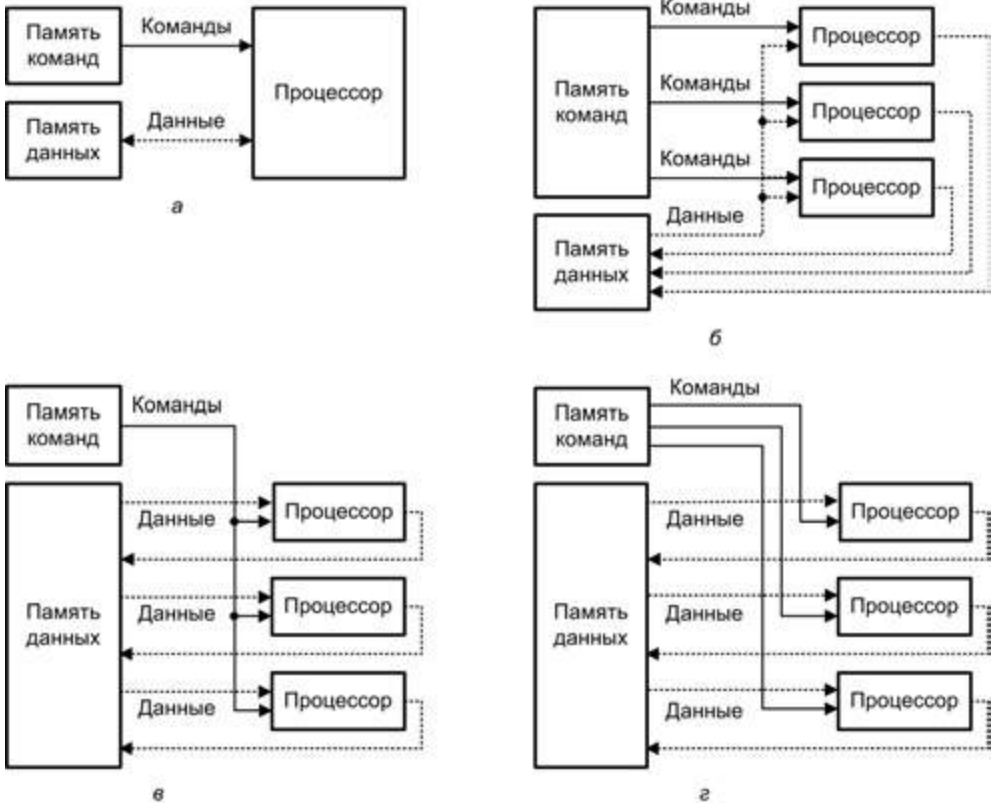 Память
команд
Команды
Процессор
Память
данных
Данные
а
Команды
Процессор
Память
команд
Команды
Процессор
Команды
Процессор
Данные
Память
данных
б
Память
команд
Команды
Процессор
Данные
Процессор
Память
данных
Данные
Процессор
Данные
в
Команды
Память
команд
Процессор
Данные
Процессор
Память
данных
Данные
Процессор
Данные
г